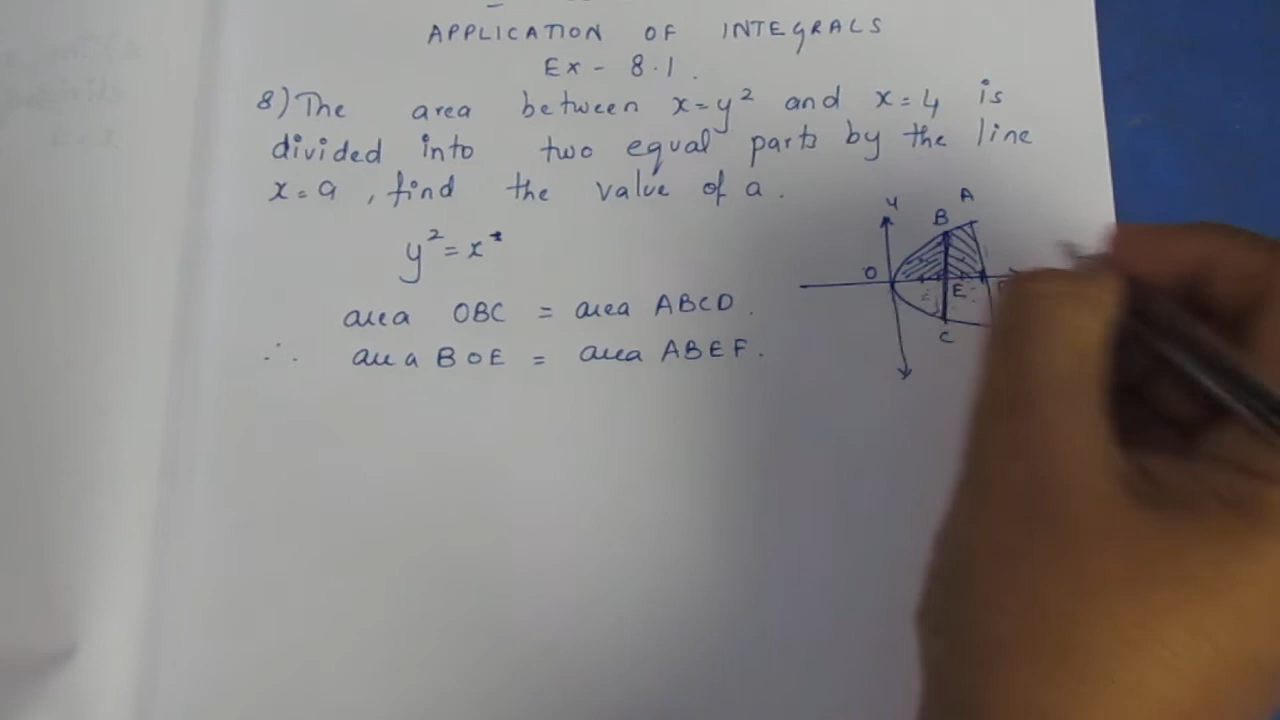 APPLICATION OF INTEGRALS
Ex - 8.1.
8) The area between x=y² and x=4 is
divided into two equal parts by the line
x=a, find the value of a.
y² = x
area OBC = area ABCD.
∴ area BOE = area ABEF.
Y
A
B
O
E
C